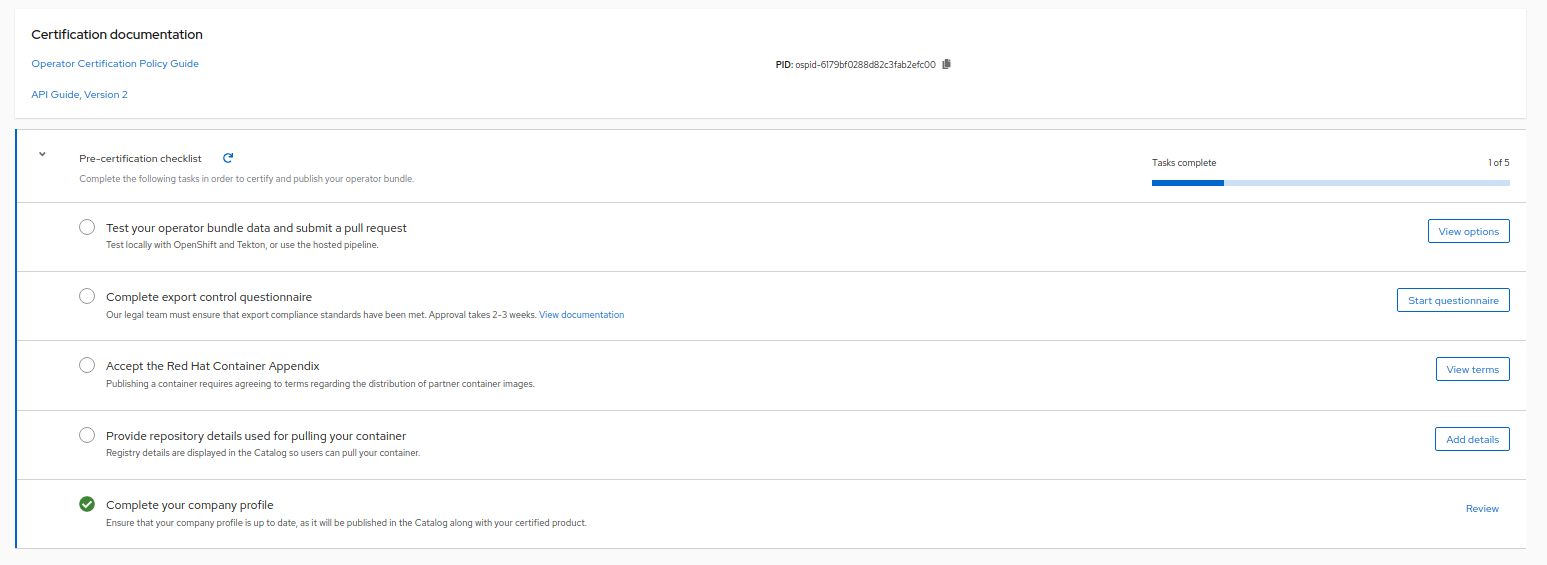 Certification documentation
Operator Certification Policy Guide
PID: ospid-6179bf0288d82c3fab2efc00
API Guide, Version 2
Pre-certification checklist
Complete the following tasks in order to certify and publish your operator bundle.
Tasks complete
1 of 5
Test your operator bundle data and submit a pull request
Test locally with OpenShift and Tekton, or use the hosted pipeline.
View options
Complete export control questionnaire
Our legal team must ensure that export compliance standards have been met. Approval takes 2-3 weeks. View documentation
Start questionnaire
Accept the Red Hat Container Appendix
Publishing a container requires agreeing to terms regarding the distribution of partner container images.
View terms
Provide repository details used for pulling your container
Registry details are displayed in the Catalog so users can pull your container.
Add details
Complete your company profile
Ensure that your company profile is up to date, as it will be published in the Catalog along with your certified product.
Review